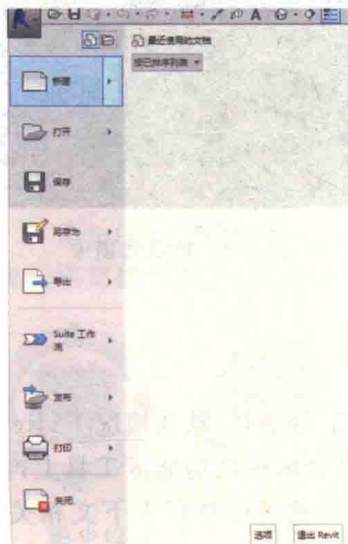 A
最近使用的文档
新建
按已排序列表
打开
保存
另存为
导出
Suite 工作
流
发布
打印
关闭
选项
退出 Revit